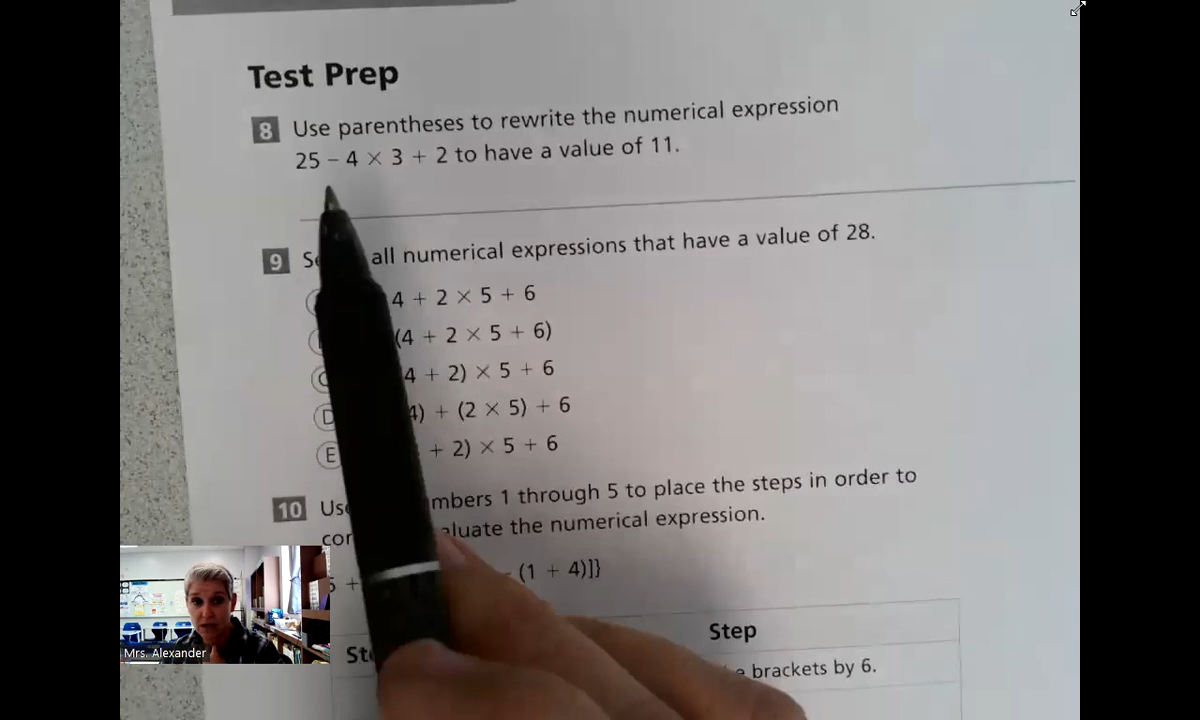 Test Prep
8 Use parentheses to rewrite the numerical expression
25 − 4 × 3 + 2 to have a value of 11.
9 all numerical expressions that have a value of 28.
4 + 2 × 5 + 6
(4 + 2 × 5 + 6)
C 4 + 2) × 5 + 6
D 4) + (2 × 5) + 6
E + 2) × 5 + 6
10 Use mbers 1 through 5 to place the steps in order to
cor aluate the numerical expression.
+ (1 + 4)]}
Step
brackets by 6.
Mrs. Alexander